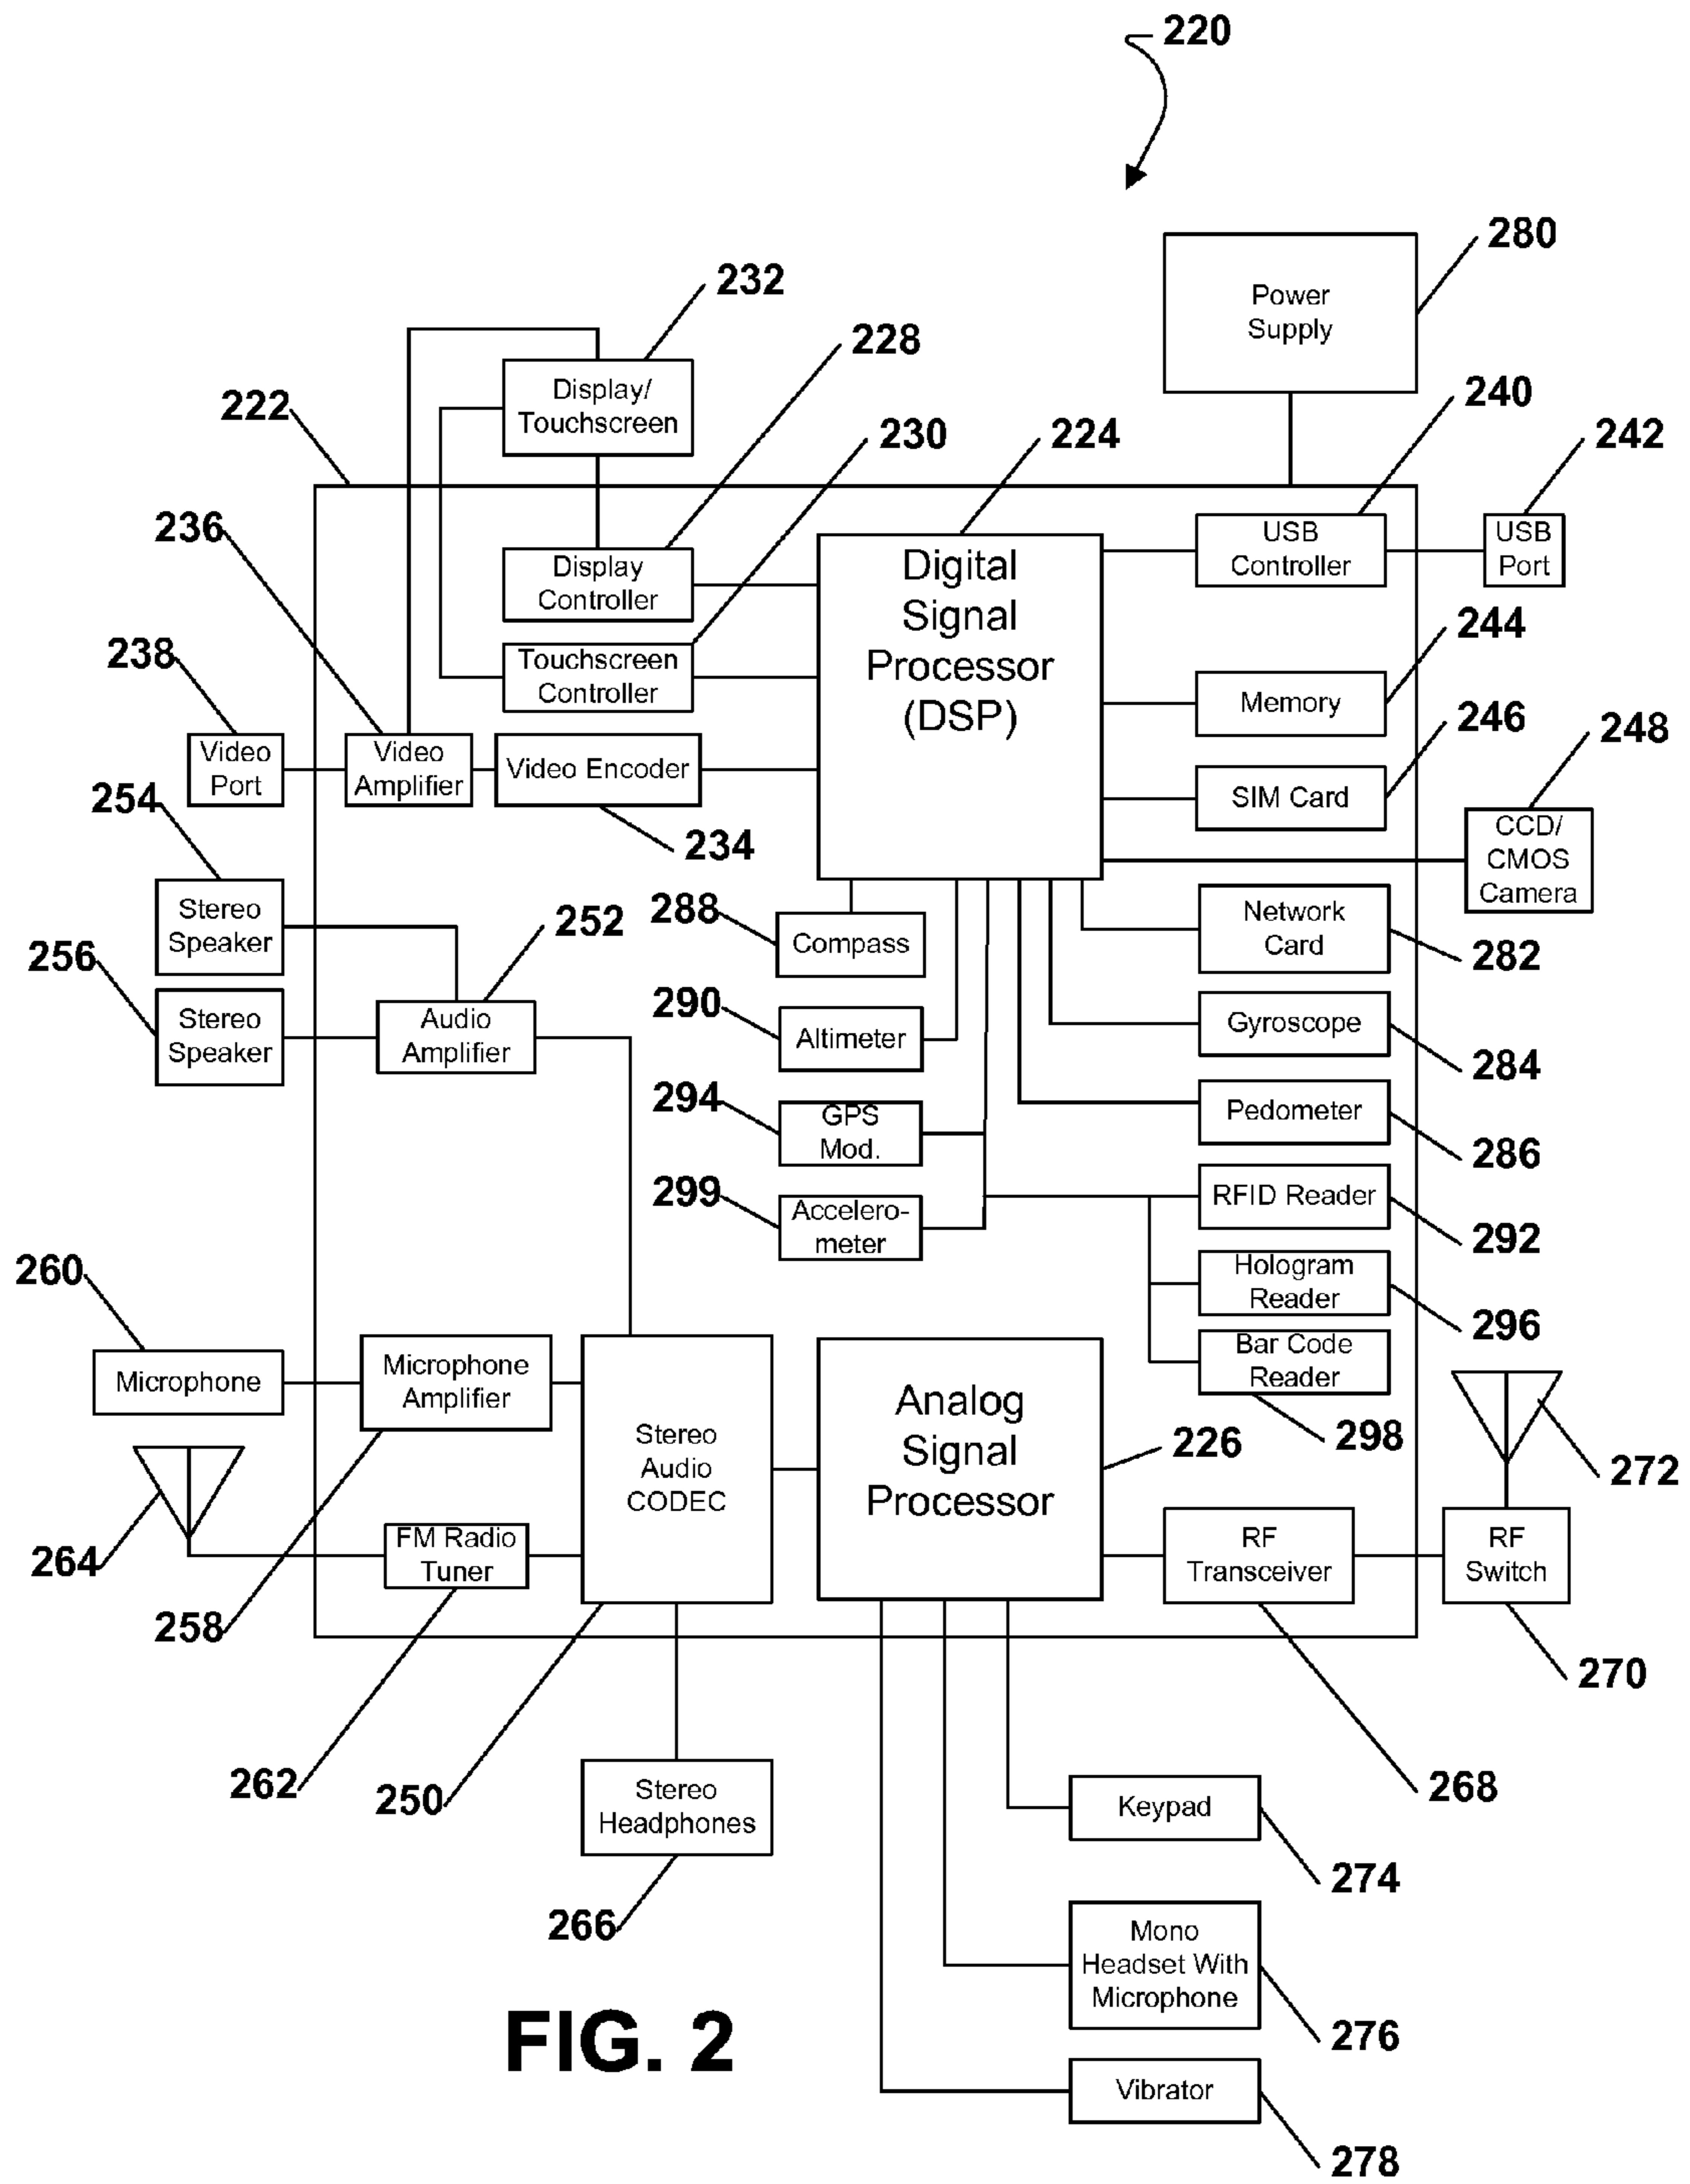 220
280
Power
Supply
232
228
240
222
Display/
Touchscreen
230
224
242
236
USB
Controller
USB
Port
Display
Controller
Digital
Signal
Processor
(DSP)
238
244
Touchscreen
Controller
Memory
246
248
Video
Port
Video
Amplifier
Video Encoder
254
234
SIM Card
CCD/
CMOS
Camera
Stereo
Speaker
252
288
Compass
Network
Card
282
256
Stereo
Speaker
Audio
Amplifier
290
Altimeter
Gyroscope
284
294
GPS
Mod.
Pedometer
286
299
Accelero-
meter
RFID Reader
292
260
Hologram
Reader
296
Microphone
Microphone
Amplifier
Bar Code
Reader
298
Stereo
Audio
CODEC
Analog
Signal
Processor
226
272
264
FM Radio
Tuner
RF
Transceiver
RF
Switch
258
270
262
250
Stereo
Headphones
Keypad
268
274
266
Mono
Headset With
Microphone
276
FIG. 2
Vibrator
278